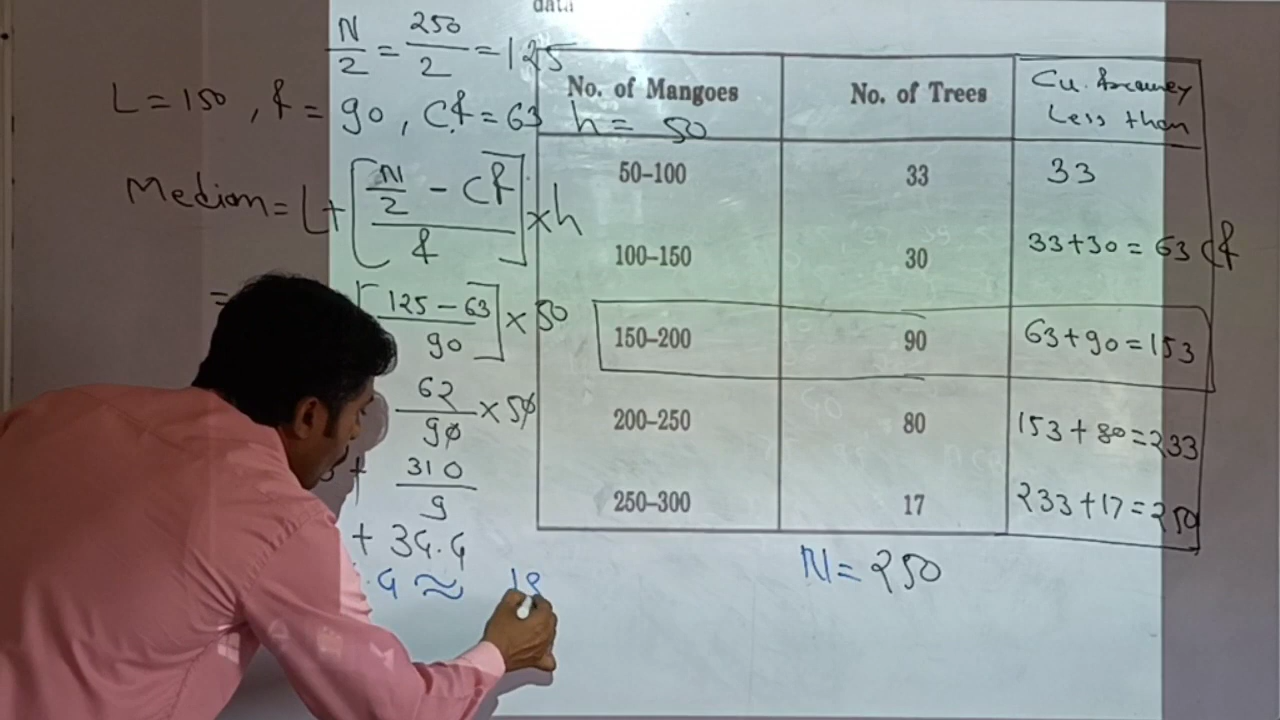 data
N/2 = 250/2 = 125
L = 150, f = 90, Cf = 63 h = 50
Median = L + [N/2 - Cf / f] × h
= [125 - 63 / 90] × 50
62/90 × 50
+ 310/9
+ 34.4
.4 ≈ 18
No. of Mangoes No. of Trees Cu. frecuney Less than
50–100 33 33
100–150 30 33+30 = 63 cf
150–200 90 63+90 = 153
200–250 80 153+80 = 233
250–300 17 233+17 = 250
N = 250